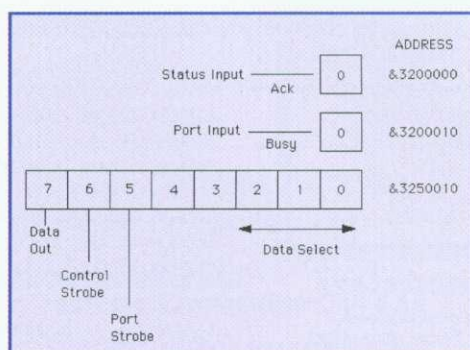 ADDRESS
Status Input 0 &3200000
Ack
Port Input 0 &3200010
Busy
7 6 5 4 3 2 1 0 &3250010
Data Out
Data Select
Control Strobe
Port Strobe